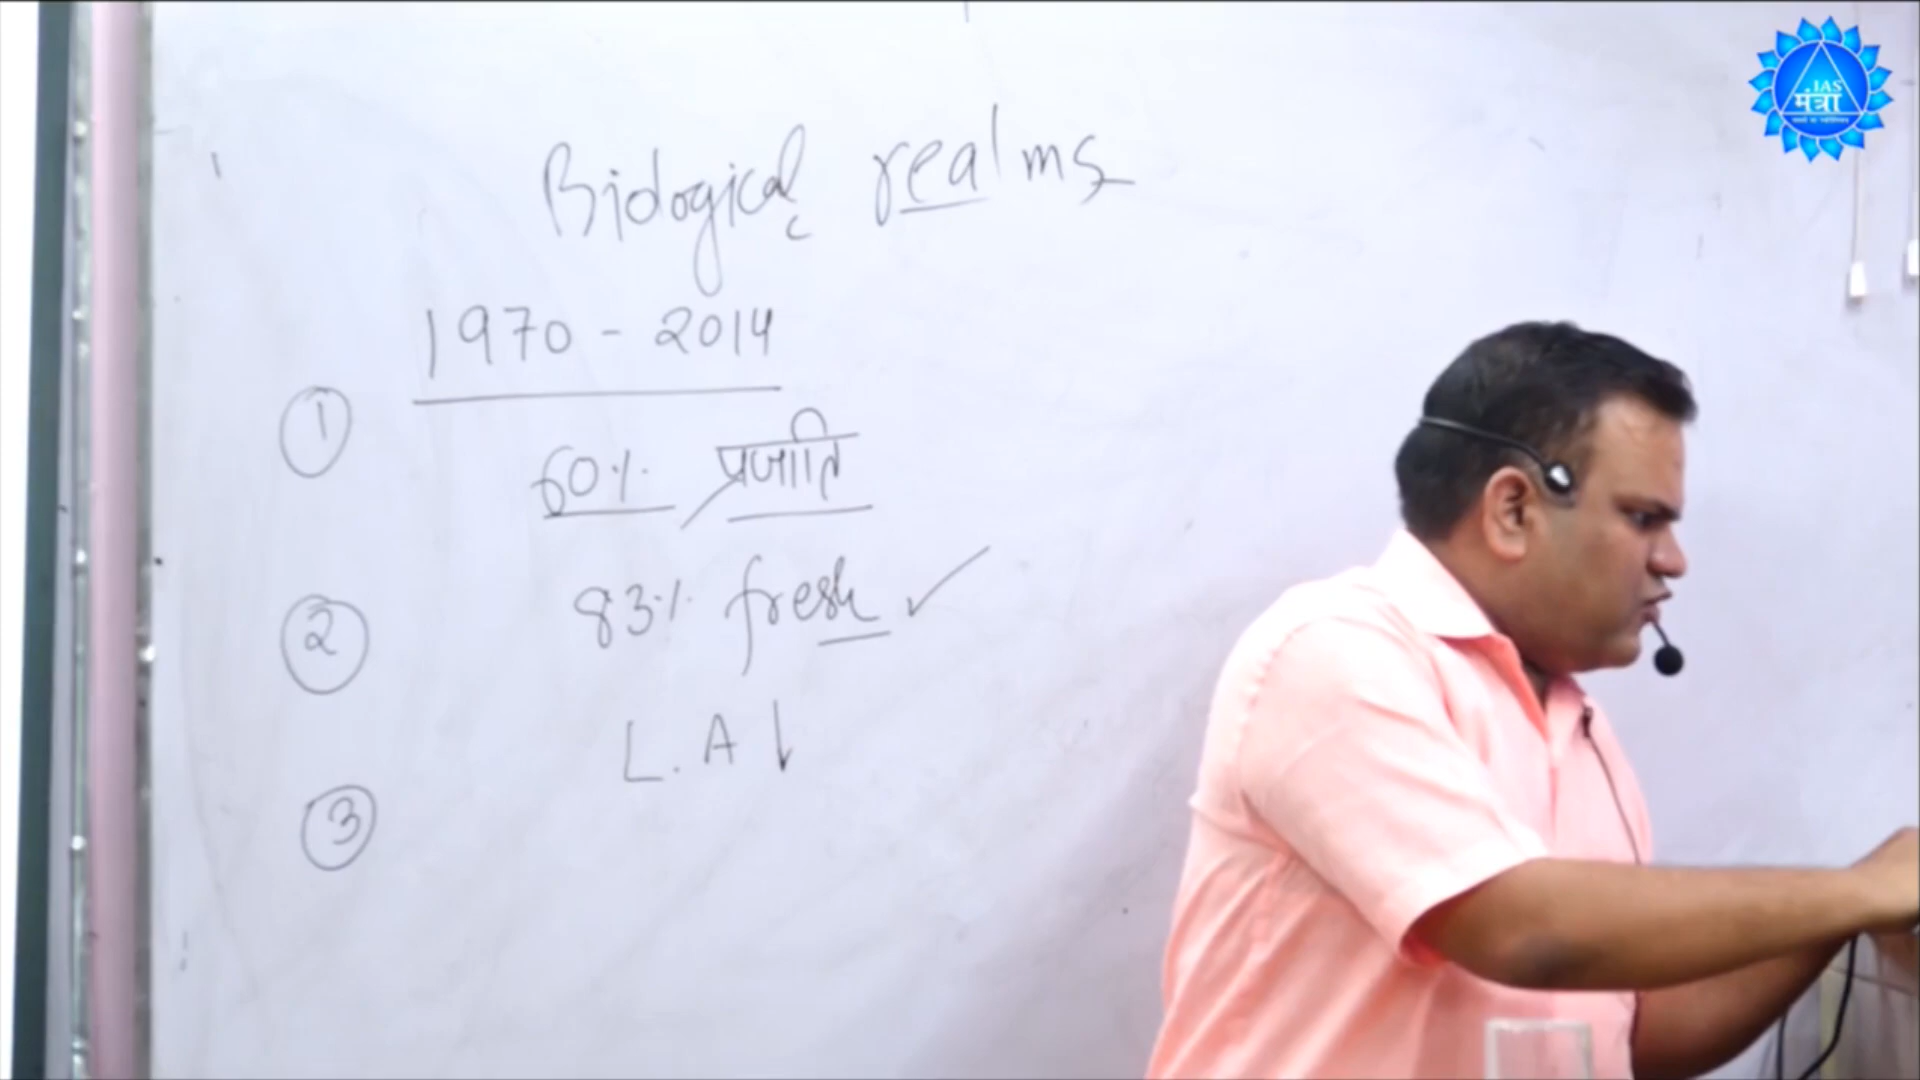 Biological realms
1970 - 2014
① 60% प्रजाति
② 83% fresh ✓
L.A ↓
③
IAS
मंत्रा